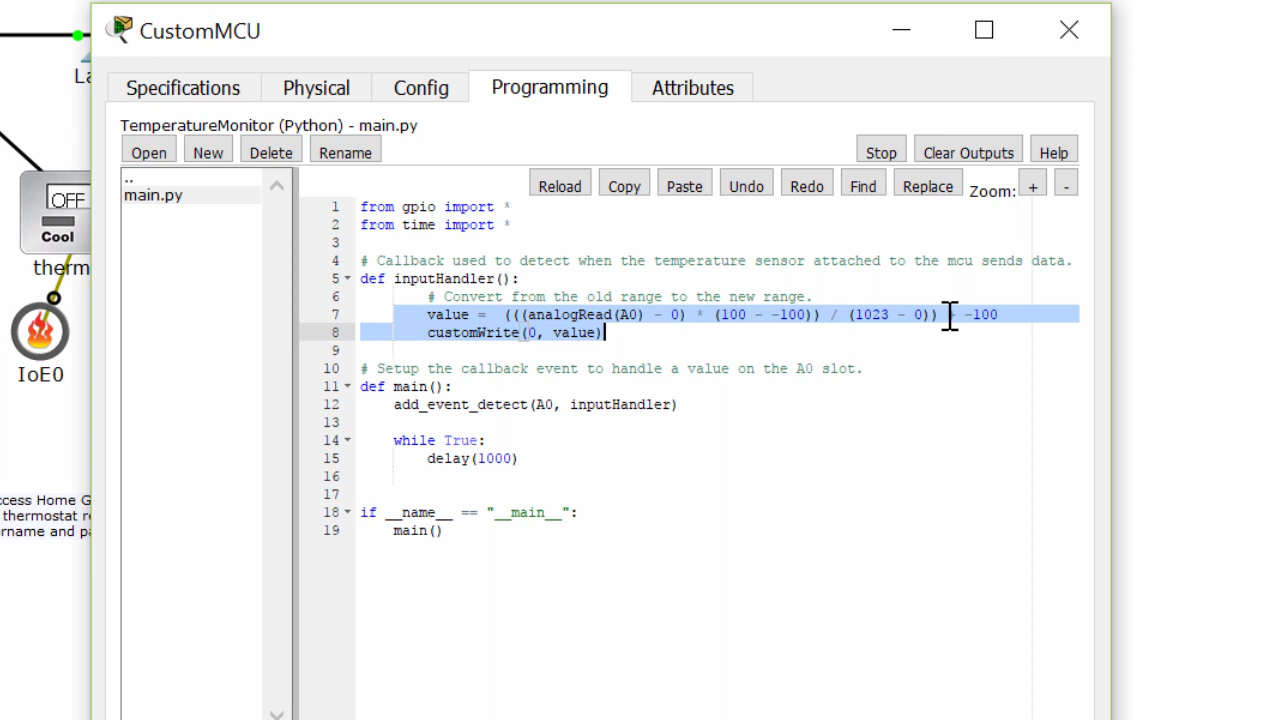 CustomMCU
Specifications
Physical
Config
Programming
Attributes
TemperatureMonitor (Python) - main.py
Open
New
Delete
Rename
Stop
Clear Outputs
Help
..
main.py
Reload
Copy
Paste
Undo
Redo
Find
Replace
Zoom:
+
-
1 from gpio import *
2 from time import *
3
4 # Callback used to detect when the temperature sensor attached to the mcu sends data.
5 def inputHandler():
6 # Convert from the old range to the new range.
7 value = (((analogRead(A0) - 0) * (100 - -100)) / (1023 - 0)) + -100
8 customWrite(0, value)
9
10 # Setup the callback event to handle a value on the A0 slot.
11 def main():
12 add_event_detect(A0, inputHandler)
13
14 while True:
15 delay(1000)
16
17
18 if __name__ == "__main__":
19 main()
OFF
Cool
therm
IoE0
ccess Home G
thermostat re